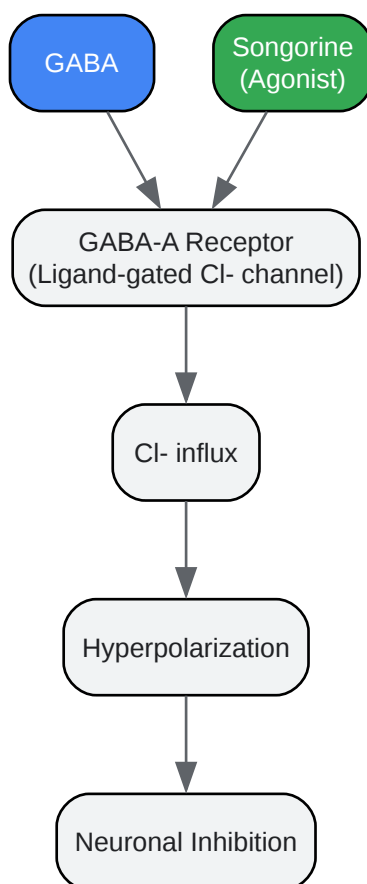 GABA
Songorine
(Agonist)
GABA-A Receptor
(Ligand-gated Cl- channel)
Cl- influx
Hyperpolarization
Neuronal Inhibition